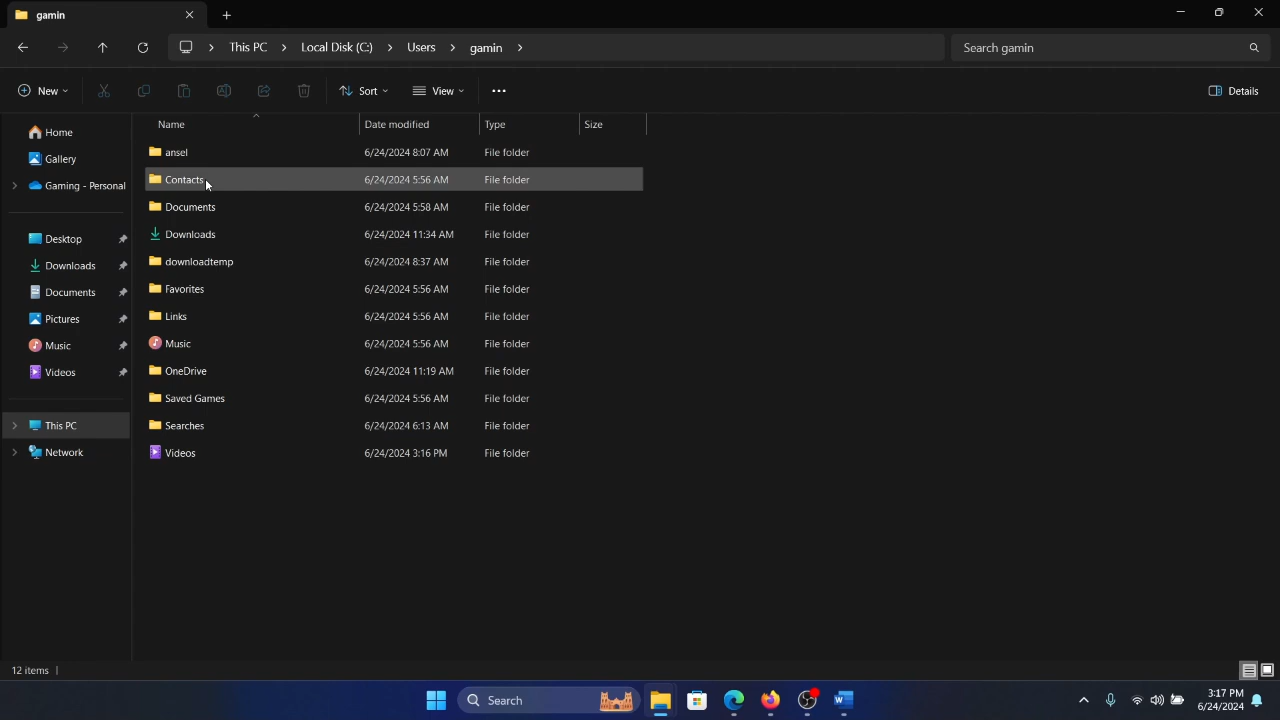 gamin
This PC > Local Disk (C:) > Users > gamin >
Search gamin
New Sort View ••• Details
Name Date modified Type Size
Home
Gallery
Gaming - Personal
Desktop
Downloads
Documents
Pictures
Music
Videos
This PC
Network
ansel 6/24/2024 8:07 AM File folder
Contacts 6/24/2024 5:56 AM File folder
Documents 6/24/2024 5:58 AM File folder
Downloads 6/24/2024 11:34 AM File folder
downloadtemp 6/24/2024 8:37 AM File folder
Favorites 6/24/2024 5:56 AM File folder
Links 6/24/2024 5:56 AM File folder
Music 6/24/2024 5:56 AM File folder
OneDrive 6/24/2024 11:19 AM File folder
Saved Games 6/24/2024 5:56 AM File folder
Searches 6/24/2024 6:13 AM File folder
Videos 6/24/2024 3:16 PM File folder
12 items
Search
3:17 PM
6/24/2024